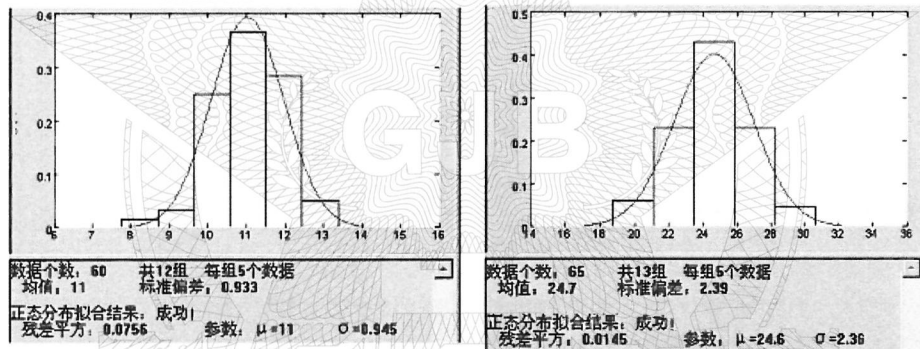 0.4
0.3
0.2
0.1
0
6 7 8 9 10 11 12 13 14 15 16
数据个数：60 共12组 每组5个数据
均值：11 标准偏差：0.933
正态分布拟合结果：成功！
残差平方：0.0756 参数：μ=11 σ=0.945
0.5
0.4
0.3
0.2
0.1
0
14 16 18 20 22 24 26 28 30 32 34 36
数据个数：65 共13组 每组5个数据
均值：24.7 标准偏差：2.39
正态分布拟合结果：成功！
残差平方：0.0145 参数：μ=24.6 σ=2.36
GJB